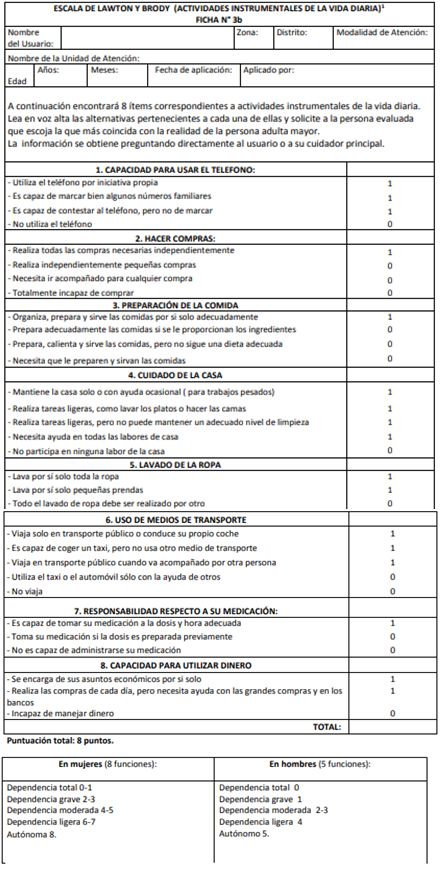 ESCALA DE LAWTON Y BRODY (ACTIVIDADES INSTRUMENTALES DE LA VIDA DIARIA)¹
FICHA N° 3b
Nombre del Usuario:
Zona:
Distrito:
Modalidad de Atención:
Nombre de la Unidad de Atención:
Edad
Años:
Meses:
Fecha de aplicación:
Aplicado por:
A continuación encontrará 8 ítems correspondientes a actividades instrumentales de la vida diaria.
Lea en voz alta las alternativas pertenecientes a cada una de ellas y solicite a la persona evaluada
que escoja la que más coincida con la realidad de la persona adulta mayor.
La información se obtiene preguntando directamente al usuario o a su cuidador principal.
1. CAPACIDAD PARA USAR EL TELEFONO:
- Utiliza el teléfono por iniciativa propia 1
- Es capaz de marcar bien algunos números familiares 1
- Es capaz de contestar al teléfono, pero no de marcar 1
- No utiliza el teléfono 0
2. HACER COMPRAS:
- Realiza todas las compras necesarias independientemente 1
- Realiza independientemente pequeñas compras 0
- Necesita ir acompañado para cualquier compra 0
- Totalmente incapaz de comprar 0
3. PREPARACIÓN DE LA COMIDA
- Organiza, prepara y sirve las comidas por si solo adecuadamente 1
- Prepara adecuadamente las comidas si se le proporcionan los ingredientes 0
- Prepara, calienta y sirve las comidas, pero no sigue una dieta adecuada 0
- Necesita que le preparen y sirvan las comidas 0
4. CUIDADO DE LA CASA
- Mantiene la casa solo o con ayuda ocasional ( para trabajos pesados) 1
- Realiza tareas ligeras, como lavar los platos o hacer las camas 1
- Realiza tareas ligeras, pero no puede mantener un adecuado nivel de limpieza 1
- Necesita ayuda en todas las labores de casa 1
- No participa en ninguna labor de la casa 0
5. LAVADO DE LA ROPA
- Lava por sí solo toda la ropa 1
- Lava por sí solo pequeñas prendas 1
- Todo el lavado de ropa debe ser realizado por otro 0
6. USO DE MEDIOS DE TRANSPORTE
- Viaja solo en transporte público o conduce su propio coche 1
- Es capaz de coger un taxi, pero no usa otro medio de transporte 1
- Viaja en transporte público cuando va acompañado por otra persona 1
- Utiliza el taxi o el automóvil sólo con la ayuda de otros 0
- No viaja 0
7. RESPONSABILIDAD RESPECTO A SU MEDICACIÓN:
- Es capaz de tomar su medicación a la dosis y hora adecuada 1
- Toma su medicación si la dosis es preparada previamente 0
- No es capaz de administrarse su medicación 0
8. CAPACIDAD PARA UTILIZAR DINERO
- Se encarga de sus asuntos económicos por si solo 1
- Realiza las compras de cada día, pero necesita ayuda con las grandes compras y en los 1
bancos
- Incapaz de manejar dinero 0
TOTAL:
Puntuación total: 8 puntos.
En mujeres (8 funciones):
Dependencia total 0-1
Dependencia grave 2-3
Dependencia moderada 4-5
Dependencia ligera 6-7
Autónoma 8.
En hombres (5 funciones):
Dependencia total 0
Dependencia grave 1
Dependencia moderada 2-3
Dependencia ligera 4
Autónomo 5.